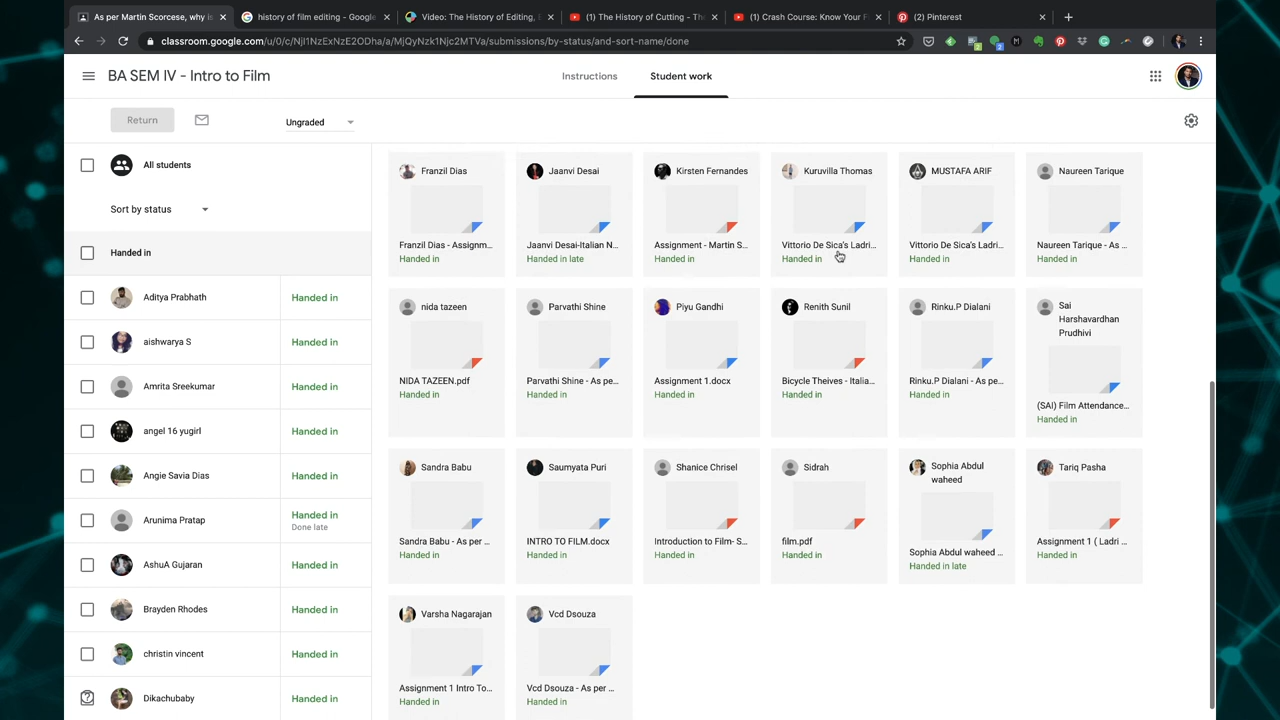 As per Martin Scorcese, why is
history of film editing - Google
Video: The History of Editing, E
(1) The History of Cutting - The
(1) Crash Course: Know Your F
(2) Pinterest
classroom.google.com/u/0/c/NjI1NzExNzE2ODha/a/MjQyNzk1Njc2MTVa/submissions/by-status/and-sort-name/done
BA SEM IV - Intro to Film
Instructions
Student work
Return
Ungraded
All students
Sort by status
Handed in
Aditya Prabhath
Handed in
aishwarya S
Handed in
Amrita Sreekumar
Handed in
angel 16 yugirl
Handed in
Angie Savia Dias
Handed in
Arunima Pratap
Handed in
Done late
AshuA Gujaran
Handed in
Brayden Rhodes
Handed in
christin vincent
Handed in
Dikachubaby
Handed in
Franzil Dias
Franzil Dias - Assignm...
Handed in
Jaanvi Desai
Jaanvi Desai-Italian N...
Handed in late
Kirsten Fernandes
Assignment - Martin S...
Handed in
Kuruvilla Thomas
Vittorio De Sica's Ladri...
Handed in
MUSTAFA ARIF
Vittorio De Sica's Ladri...
Handed in
Naureen Tarique
Naureen Tarique - As ...
Handed in
nida tazeen
NIDA TAZEEN.pdf
Handed in
Parvathi Shine
Parvathi Shine - As pe...
Handed in
Piyu Gandhi
Assignment 1.docx
Handed in
Renith Sunil
Bicycle Theives - Italia...
Handed in
Rinku.P Dialani
Rinku.P Dialani - As pe...
Handed in
Sai
Harshavardhan
Prudhivi
(SAI) Film Attendance...
Handed in
Sandra Babu
Sandra Babu - As per ...
Handed in
Saumyata Puri
INTRO TO FILM.docx
Handed in
Shanice Chrisel
Introduction to Film- S...
Handed in
Sidrah
film.pdf
Handed in
Sophia Abdul
waheed
Sophia Abdul waheed ...
Handed in late
Tariq Pasha
Assignment 1 ( Ladri ...
Handed in
Varsha Nagarajan
Assignment 1 Intro To...
Handed in
Vcd Dsouza
Vcd Dsouza - As per ...
Handed in